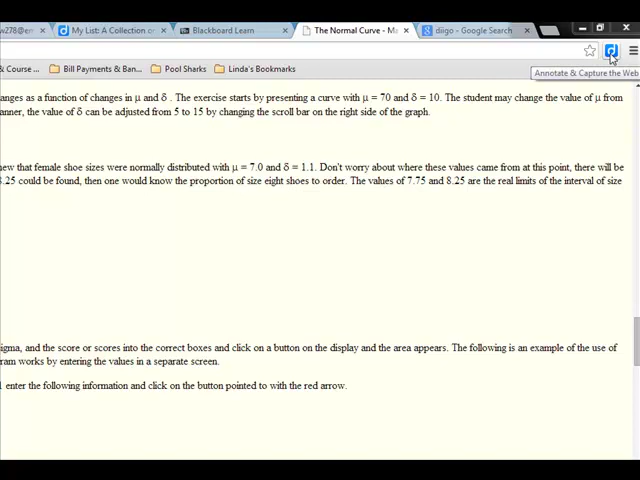 w278@em
My List: A Collection o
Blackboard Learn
The Normal Curve - Ma
diigo - Google Search
& Course ...
Bill Payments & Ban...
Pool Sharks
Linda's Bookmarks
Annotate & Capture the Web
anges as a function of changes in μ and δ . The exercise starts by presenting a curve with μ = 70 and δ = 10. The student may change the value of μ from
anner, the value of δ can be adjusted from 5 to 15 by changing the scroll bar on the right side of the graph.
new that female shoe sizes were normally distributed with μ = 7.0 and δ = 1.1. Don't worry about where these values came from at this point, there will be
8.25 could be found, then one would know the proportion of size eight shoes to order. The values of 7.75 and 8.25 are the real limits of the interval of size
igma, and the score or scores into the correct boxes and click on a button on the display and the area appears. The following is an example of the use of
ram works by entering the values in a separate screen.
1 enter the following information and click on the button pointed to with the red arrow.